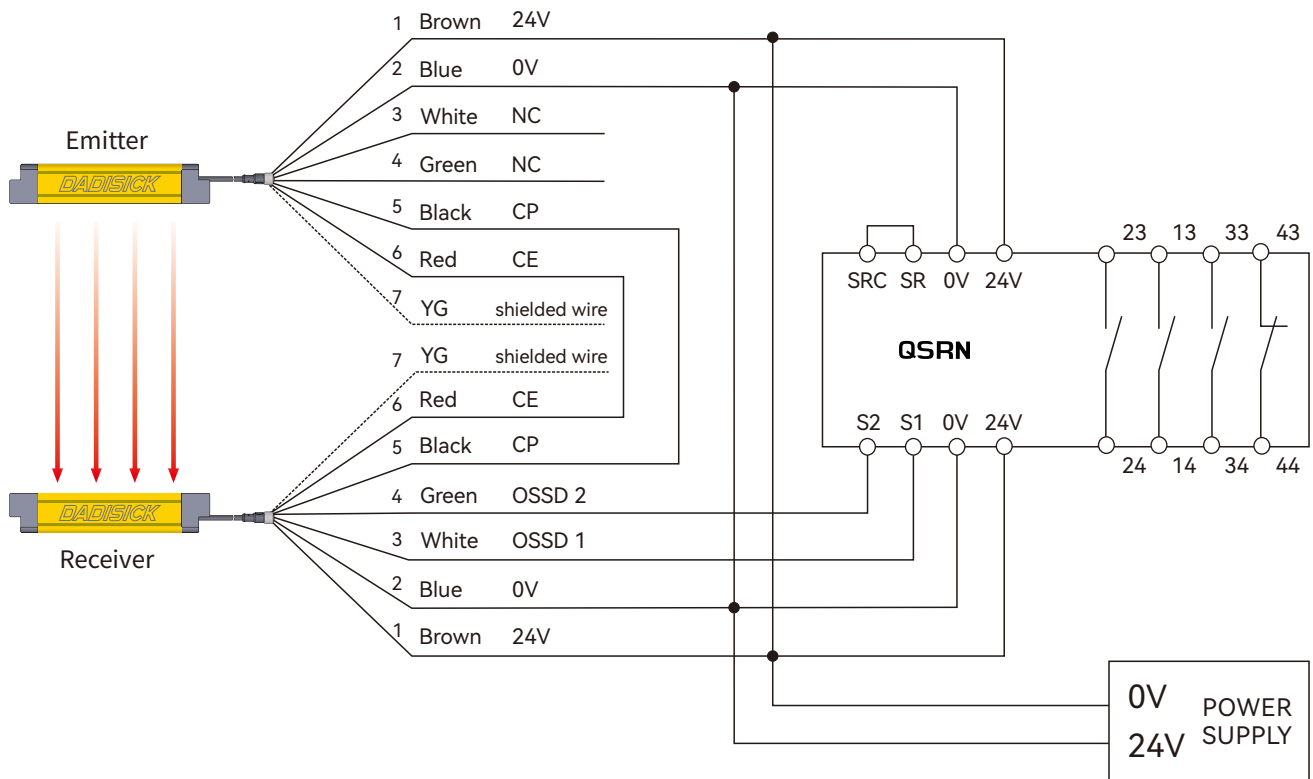 1 Brown 24V
2 Blue 0V
3 White NC
4 Green NC
5 Black CP
6 Red CE
7 YG shielded wire
7 YG shielded wire
6 Red CE
5 Black CP
4 Green OSSD 2
3 White OSSD 1
2 Blue 0V
1 Brown 24V
Emitter
DADISICK
DADISICK
Receiver
23 13 33 43
SRC SR 0V 24V
QSRN
S2 S1 0V 24V
24 14 34 44
0V
24V
POWER
SUPPLY